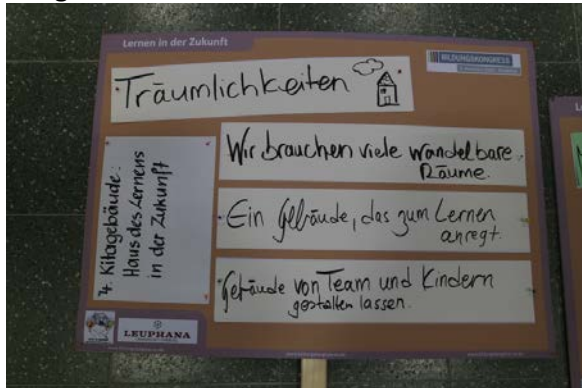 Lernen in der Zukunft
BILDUNGSKONGRESS
Träumlichkeiten
4. Kitagebäude:
Haus des Lernens
in der Zukunft
Wir brauchen viele wandelbare
Räume.
Ein Gebäude, das zum Lernen
anregt.
Gebäude von Team und Kindern
gestalten lassen.
LEUPHANA